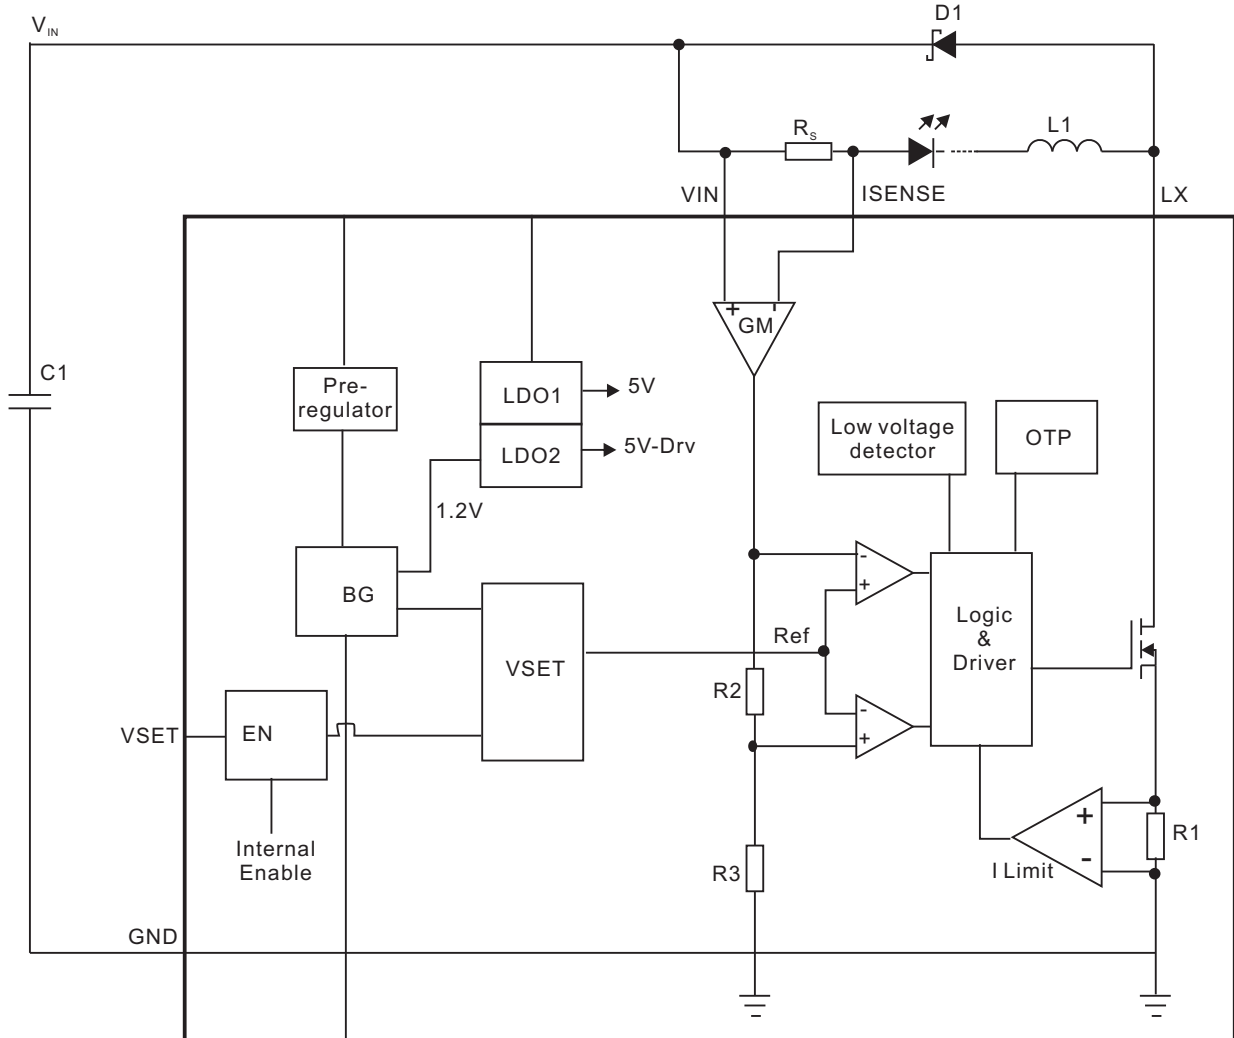 D1
V IN
L1
Rs
VIN
ISENSE
LX
+
-
GM
C1
Pre-
regulator
LDO1
5V
LDO2
5V-Drv
1.2V
Low voltage
detector
OTP
BG
-
+
Ref
Logic
&
Driver
VSET
R2
-
+
VSET
EN
Internal
Enable
R3
+
-
I Limit
R1
GND